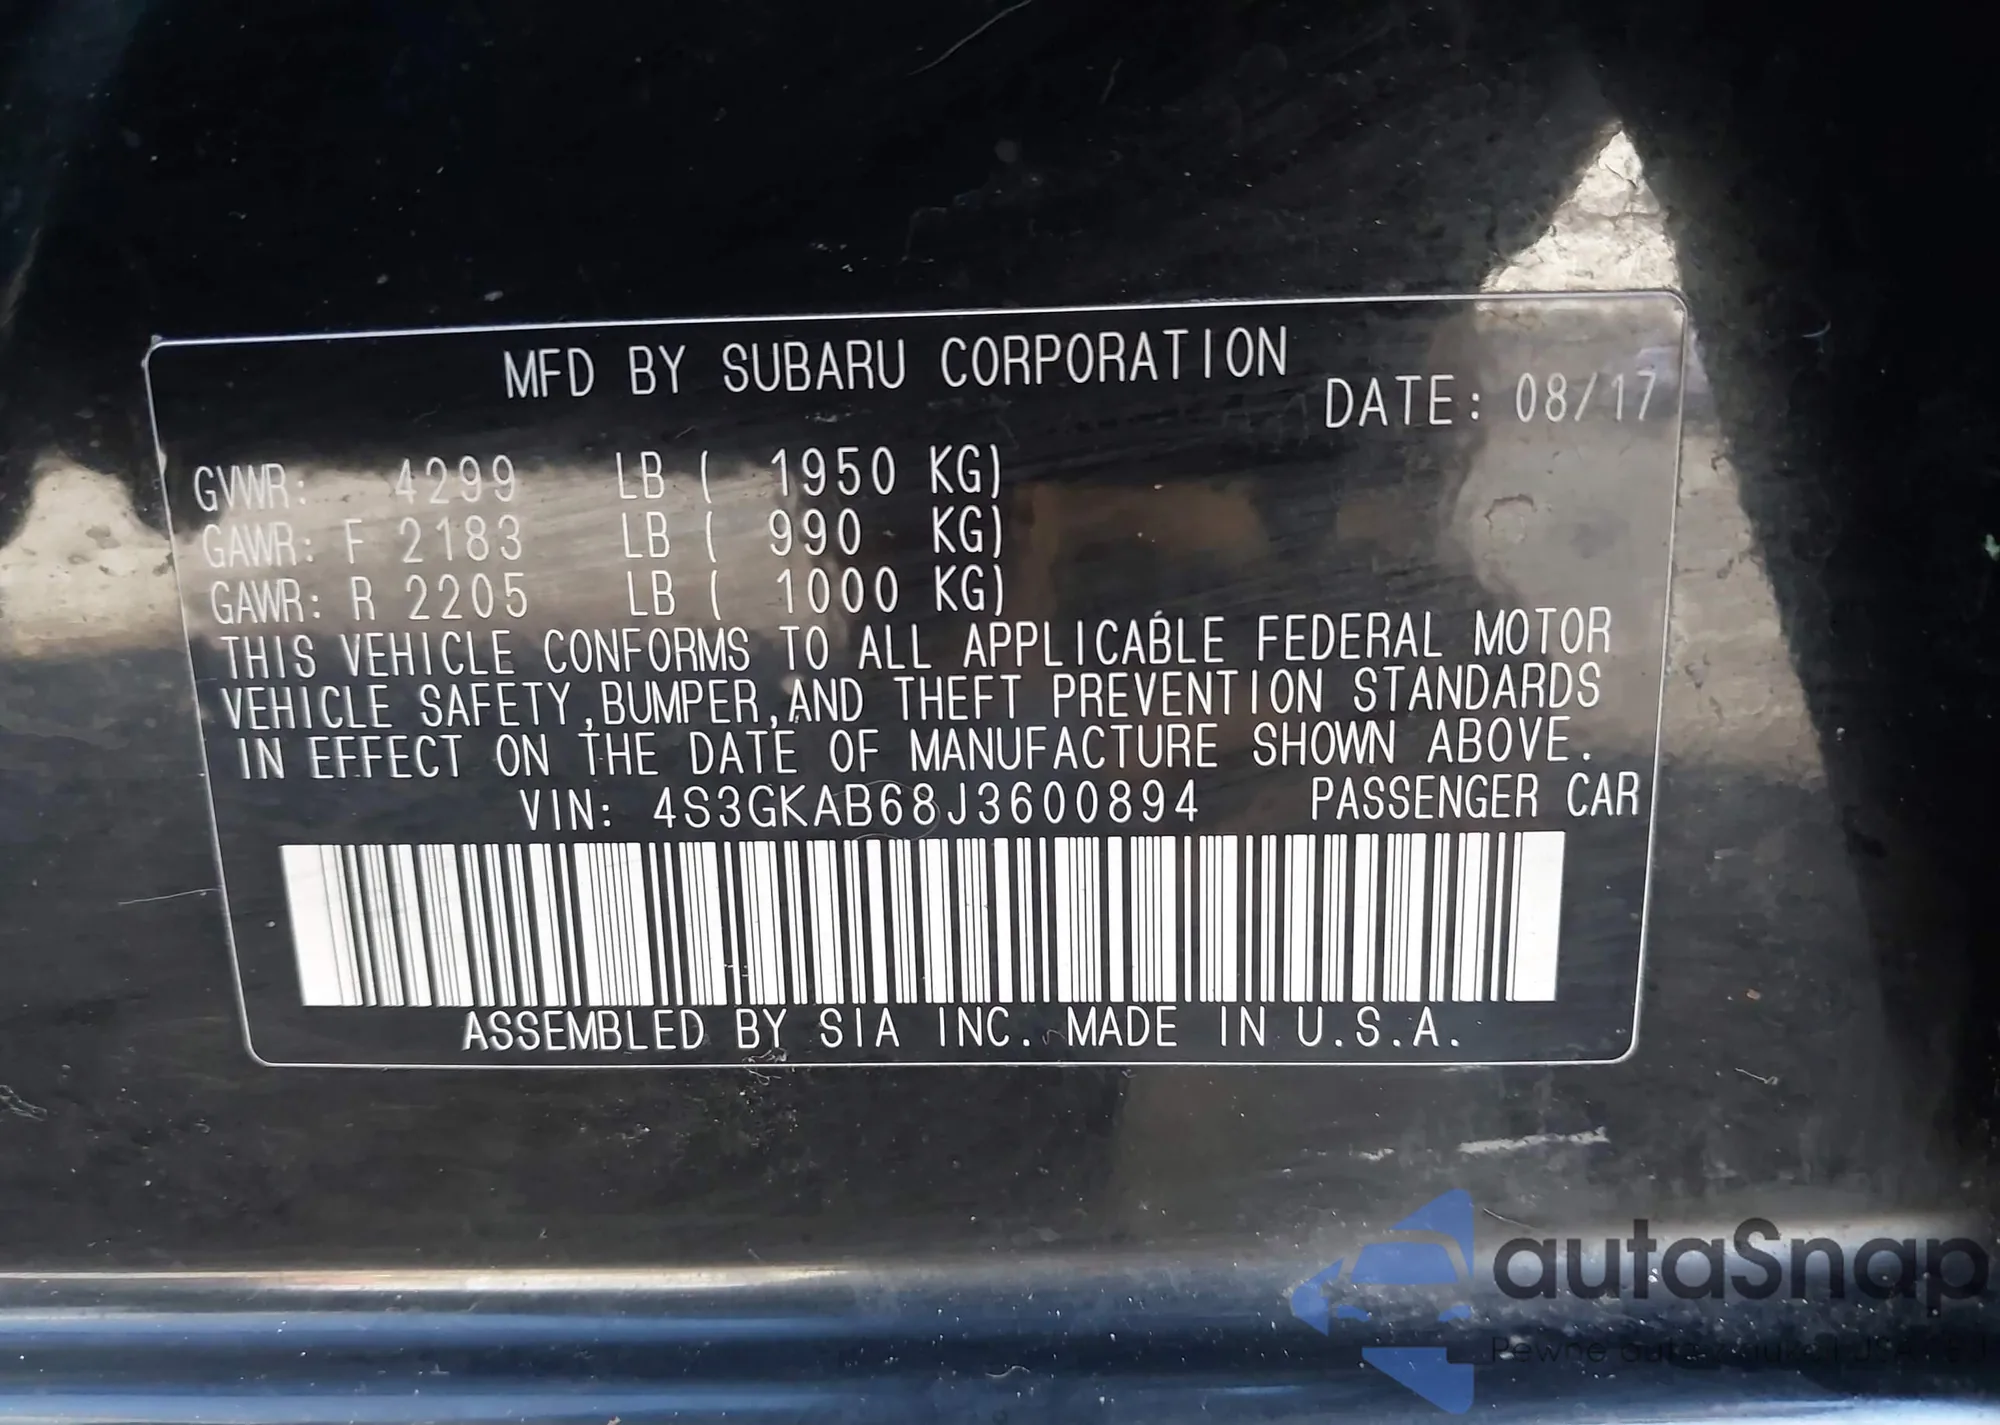 MFD BY SUBARU CORPORATION
DATE: 08/17
GVWR: 4299 LB ( 1950 KG)
GAWR: F 2183 LB ( 990 KG)
GAWR: R 2205 LB ( 1000 KG)
THIS VEHICLE CONFORMS TO ALL APPLICABLE FEDERAL MOTOR
VEHICLE SAFETY,BUMPER,AND THEFT PREVENTION STANDARDS
IN EFFECT ON THE DATE OF MANUFACTURE SHOWN ABOVE.
VIN: 4S3GKAB68J3600894 PASSENGER CAR
ASSEMBLED BY SIA INC. MADE IN U.S.A.
autaSnap
Pewne